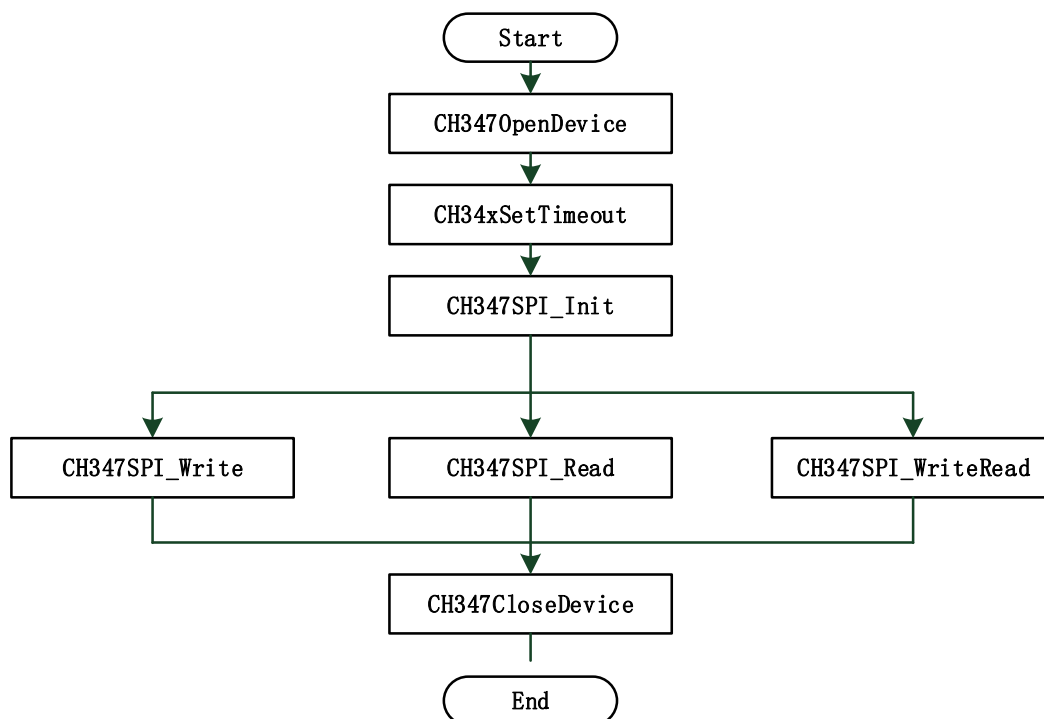 Start
CH347OpenDevice
CH34xSetTimeout
CH347SPI_Init
CH347SPI_Write
CH347SPI_Read
CH347SPI_WriteRead
CH347CloseDevice
End